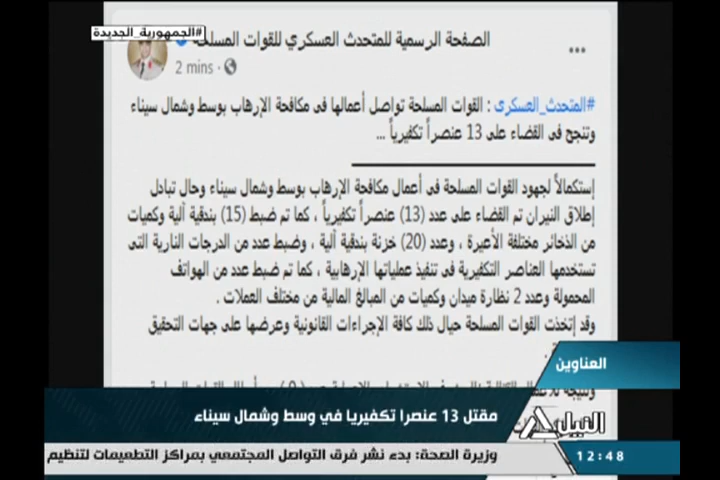 #الجمهورية_الجديدة
الصفحة الرسمية للمتحدث العسكري للقوات المسلحة
2 mins ·
#المتحدث_العسكرى : القوات المسلحة تواصل أعمالها فى مكافحة الإرهاب بوسط وشمال سيناء
وتنجح فى القضاء على 13 عنصراً تكفيرياً ...
إستكمالاً لجهود القوات المسلحة فى أعمال مكافحة الإرهاب بوسط وشمال سيناء وحال تبادل
إطلاق النيران تم القضاء على عدد (13) عنصراً تكفيرياً ، كما تم ضبط (15) بندقية آلية وكميات
من الذخائر مختلفة الأعيرة ، وعدد (20) خزنة بندقية آلية ، وضبط عدد من الدرجات النارية التى
تستخدمها العناصر التكفيرية فى تنفيذ عملياتها الإرهابية ، كما تم ضبط عدد من الهواتف
المحمولة وعدد 2 نظارة ميدان وكميات من المبالغ المالية من مختلف العملات .
وقد إتخذت القوات المسلحة حيال ذلك كافة الإجراءات القانونية وعرضها على جهات التحقيق
العناوين
مقتل 13 عنصرا تكفيريا في وسط وشمال سيناء
النيل
وزيرة الصحة: بدء نشر فرق التواصل المجتمعي بمراكز التطعيمات لتنظيم
12:48